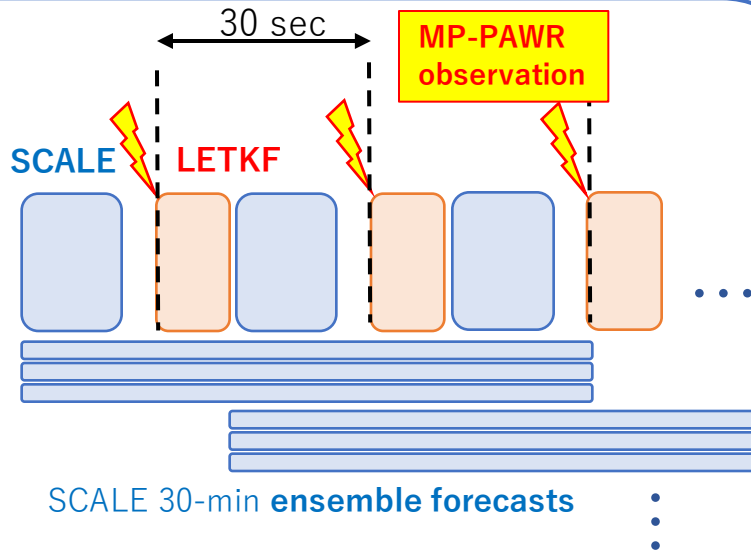 30 sec
MP-PAWR
observation
SCALE
LETKF
SCALE 30-min ensemble forecasts